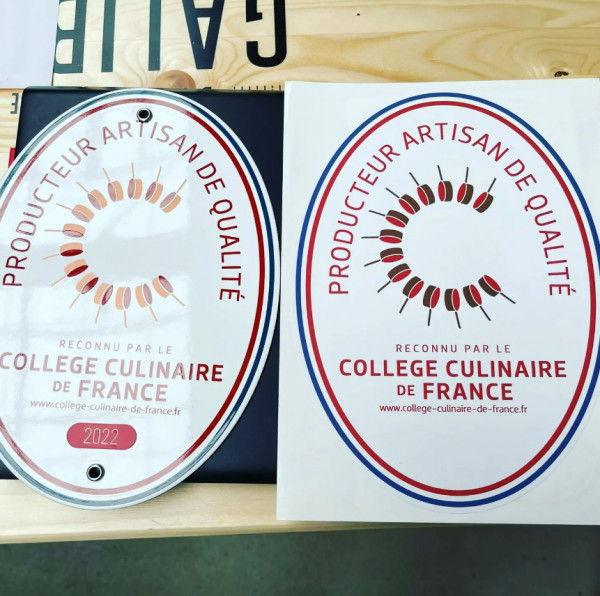 GALIB
PRODUCTEUR ARTISAN DE QUALITÉ
RECONNU PAR LE
COLLEGE CULINAIRE
DE FRANCE
www.college-culinaire-de-france.fr
2022
PRODUCTEUR ARTISAN DE QUALITÉ
RECONNU PAR LE
COLLEGE CULINAIRE
DE FRANCE
www.college-culinaire-de-france.fr